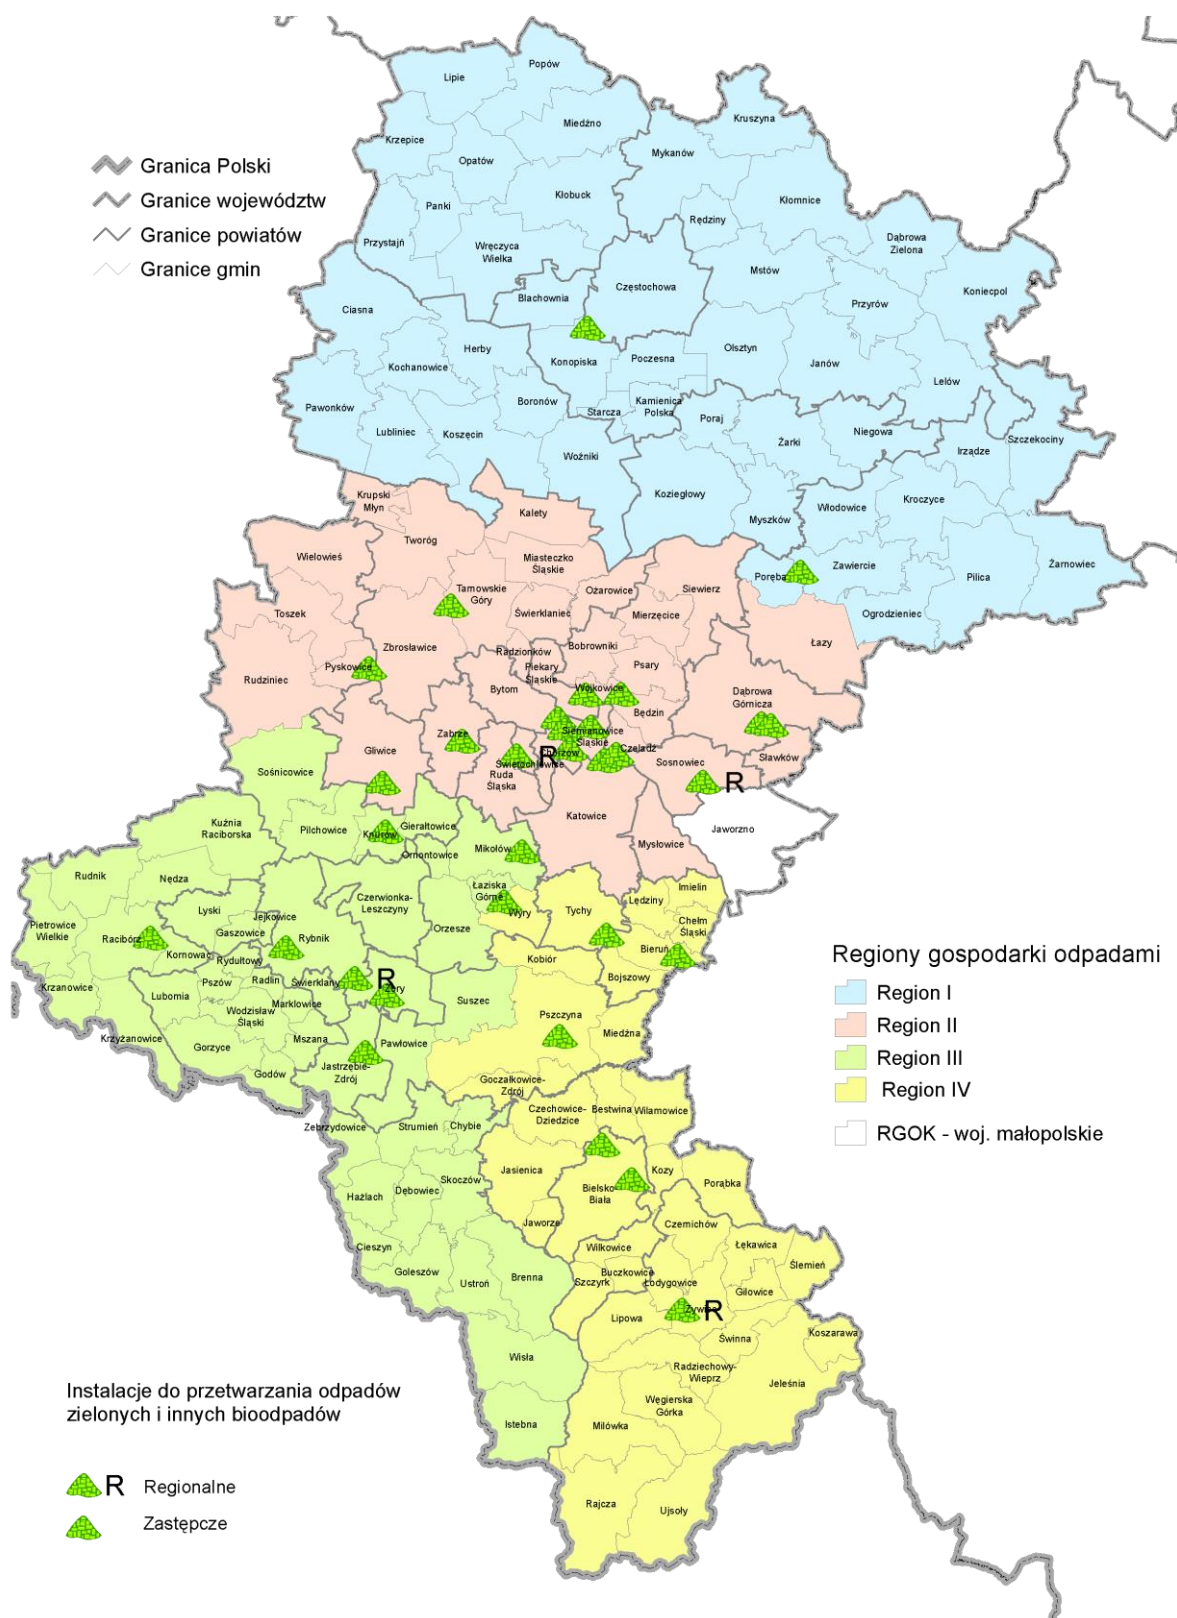 Popów
Lipie
Kruszyna
Miedźno
Krzepice
Mykanów
Opatów
Granica Polski
Kłobuck
Kłomnice
Granice województw
Panki
Rędziny
Granice powiatów
Przystajń
Wręczyca
Wielka
Dąbrowa
Zielona
Granice gmin
Mstów
Częstochowa
Koniecpol
Blachownia
Przyrów
Ciasna
Herby
Olsztyn
Konopiska
Poczesna
Janów
Kochanowice
Lelów
Boronów
Kamienica
Polska
Pawonków
Starcza
Poraj
Lubliniec
Koszęcin
Niegowa
Żarki
Szczekociny
Woźniki
Irządze
Koziegłowy
Kroczyce
Krupski
Młyn
Włodowice
Kalety
Myszków
Tworóg
Wielowieś
Miasteczko
Śląskie
Zawiercie
Poręba
Żarnowiec
Pilica
Tarnowskie
Góry
Ożarowice
Siewierz
Toszek
Świerklaniec
Mierzęcice
Ogrodzieniec
Zbrosławice
Radzionków
Bobrowniki
Łazy
Pyskowice
Piekary
Śląskie
Psary
Rudziniec
Bytom
Wojkowice
Dąbrowa
Górnicza
Będzin
Zabrze
Siemianowice
Śląskie
Gliwice
Chorzów
Czeladź
R
Świętochłowice
Sosnowiec
Sławków
Sośnicowice
Ruda
Śląska
R
Kuźnia
Raciborska
Pilchowice
Knurów
Gierałtowice
Katowice
Jaworzno
Ornontowice
Mikołów
Mysłowice
Rudnik
Nędza
Łaziska
Górne
Imielin
Lędziny
Czerwionka-
Leszczyny
Wyry
Tychy
Lyski
Jejkowice
Chełm
Śląski
Pietrowice
Wielkie
Gaszowice
Orzesze
Racibórz
Rybnik
Bieruń
Kornowac
Rydułtowy
Kobiór
Regiony gospodarki odpadami
Bojszowy
Krzanowice
Pszów
Radlin
Świerklany
R
Żory
Region I
Lubomia
Marklowice
Suszec
Wodzisław
Śląski
Pszczyna
Region II
Krzyżanowice
Mszana
Miedźna
Gorzyce
Pawłowice
Region III
Jastrzębie-
Zdrój
Godów
Goczałkowice-
Zdrój
Region IV
Czechowice-
Dziedzice
Bestwina
Wilamowice
Zebrzydowice
Strumień
Chybie
RGOK - woj. małopolskie
Jasienica
Kozy
Skoczów
Porąbka
Hażlach
Dębowiec
Bielsko-
Biała
Jaworze
Czernichów
Cieszyn
Wilkowice
Łękawica
Ślemień
Goleszów
Brenna
Buczkowice
Ustroń
Szczyrk
Łodygowice
Gilowice
Lipowa
Żywiec
R
Koszarawa
Świnna
Wisła
Radziechowy-
Wieprz
Jeleśnia
Instalacje do przetwarzania odpadów
zielonych i innych bioodpadów
Węgierska
Górka
Istebna
Milówka
R
Regionalne
Rajcza
Ujsoły
Zastępcze